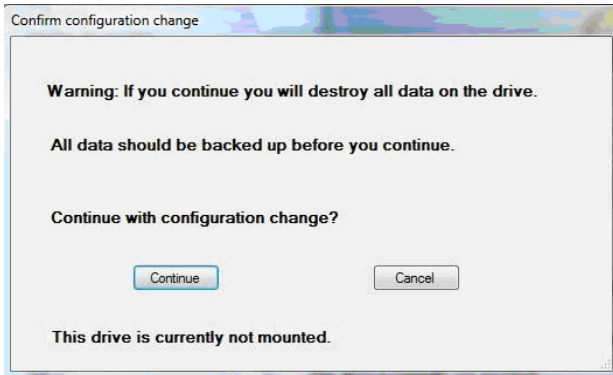 Confirm configuration change
Warning: If you continue you will destroy all data on the drive.
All data should be backed up before you continue.
Continue with configuration change?
Continue
Cancel
This drive is currently not mounted.